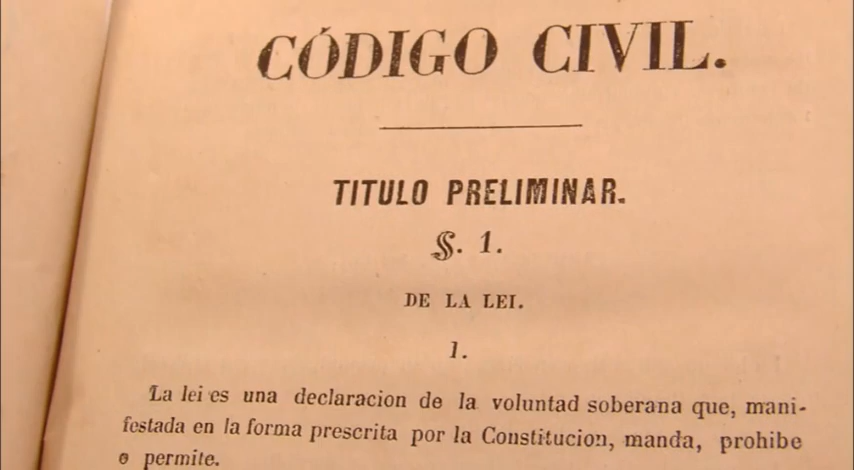 CÓDIGO CIVIL.
TITULO PRELIMINAR.
§. 1.
DE LA LEI.
1.
La lei es una declaracion de la voluntad soberana que, mani-
festada en la forma prescrita por la Constitucion, manda, prohibe
o permite.